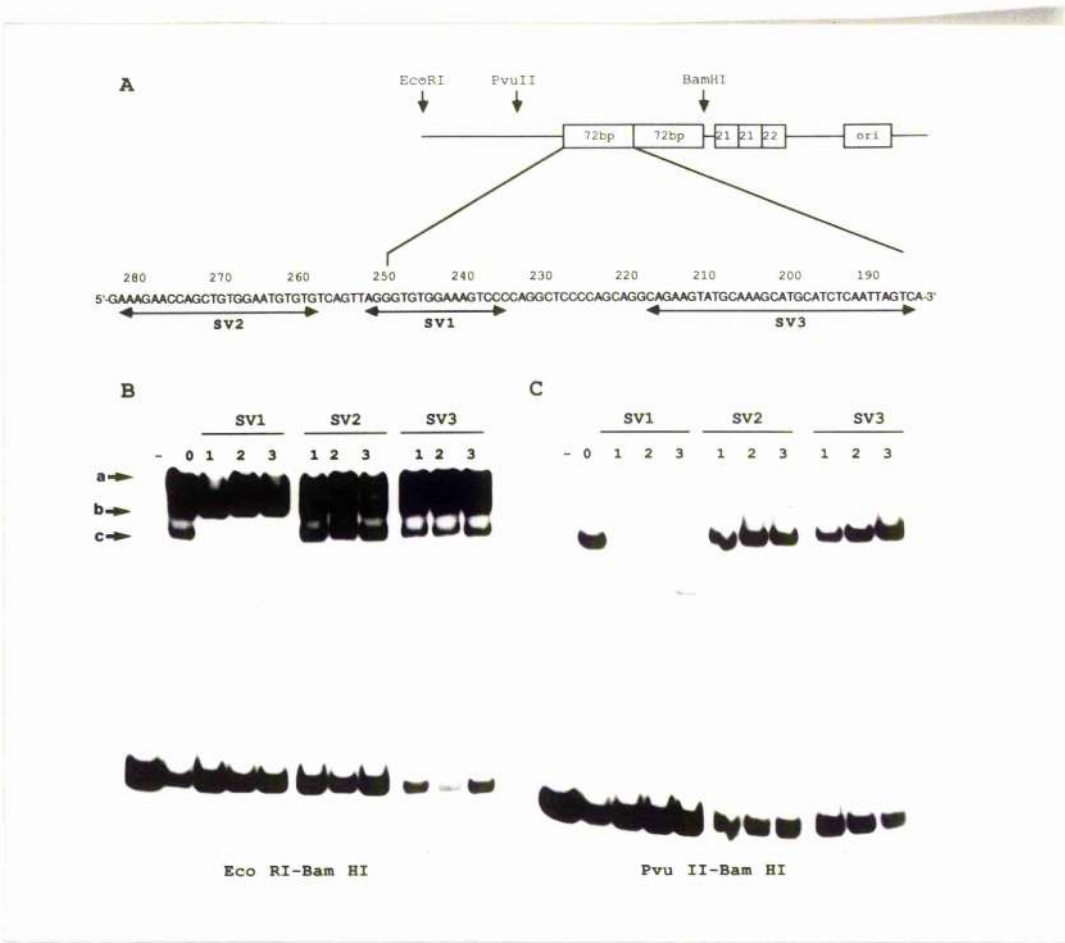 A
EcoRI PvuII BamHI
72bp 72bp 21 21 22 ori
280 270 260 250 240 230 220 210 200 190
5'-GAAAGAACCAGCTGTGGAATGTGTGTCAGTTAGGGTGTGGAAAGTCCCCAGGCTCCCCAGCAGGCAGAAGTATGCAAAGCATGCATCTCAATTAGTCA-3'
SV2 SV1 SV3
B C
SV1 SV2 SV3 SV1 SV2 SV3
- 0 1 2 3 1 2 3 1 2 3 - 0 1 2 3 1 2 3 1 2 3
a
b
c
Eco RI-Bam HI Pvu II-Bam HI